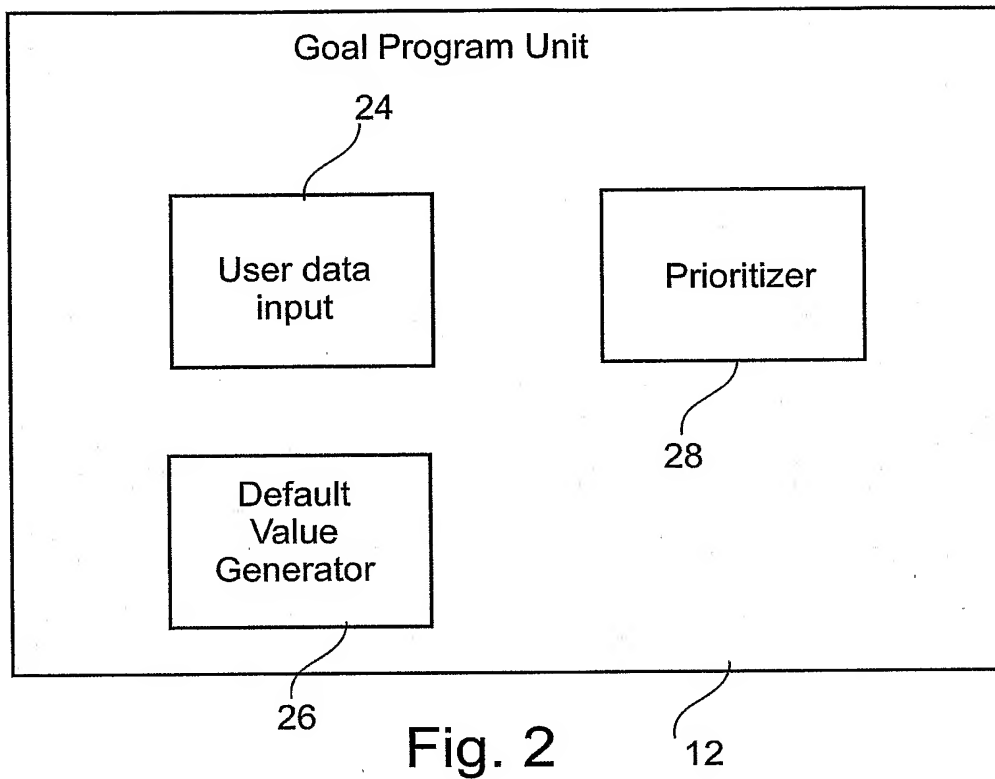 Goal Program Unit
24
User data
input
Prioritizer
28
Default
Value
Generator
26
12
Fig. 2